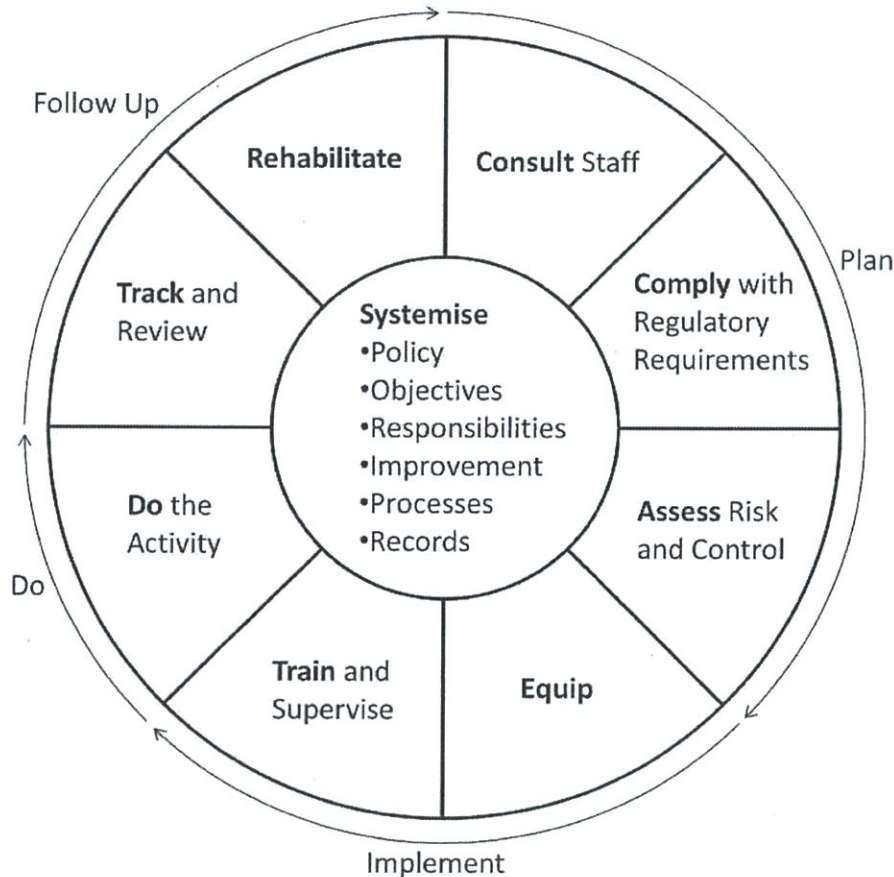 Follow Up
Rehabilitate
Consult Staff
Plan
Comply with
Regulatory
Requirements
Track and
Review
Systemise
•Policy
•Objectives
•Responsibilities
•Improvement
•Processes
•Records
Assess Risk
and Control
Do the
Activity
Do
Train and
Supervise
Equip
Implement